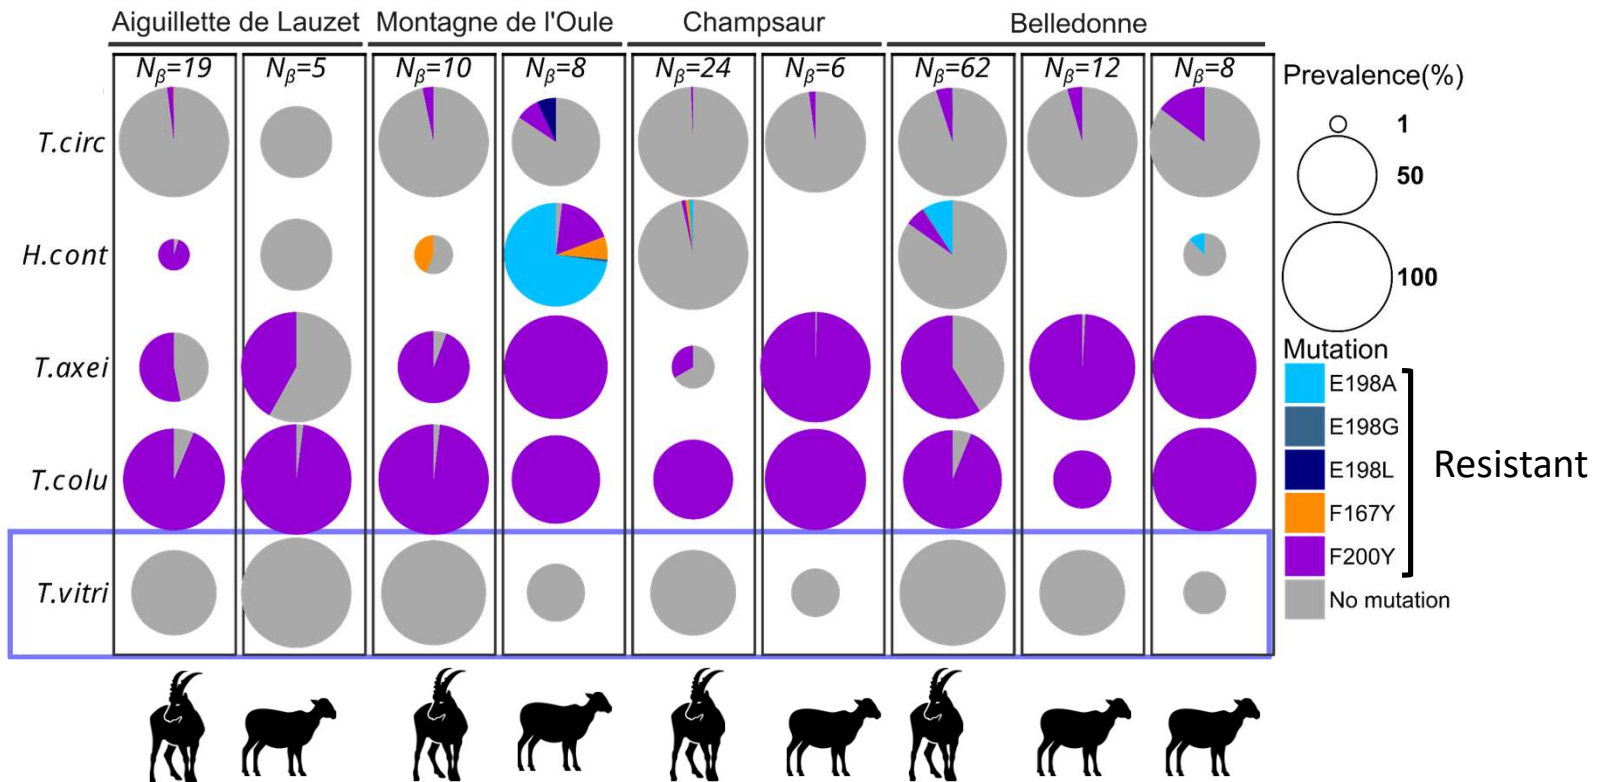 Aiguillette de Lauzet Montagne de l'Oule Champsaur Belledonne
Nβ=19 Nβ=5 Nβ=10 Nβ=8 Nβ=24 Nβ=6 Nβ=62 Nβ=12 Nβ=8
Prevalence(%)
1
T.circ
50
H.cont
100
Mutation
T.axei
E198A
E198G
E198L
Resistant
T.colu
F167Y
F200Y
T.vitri
No mutation